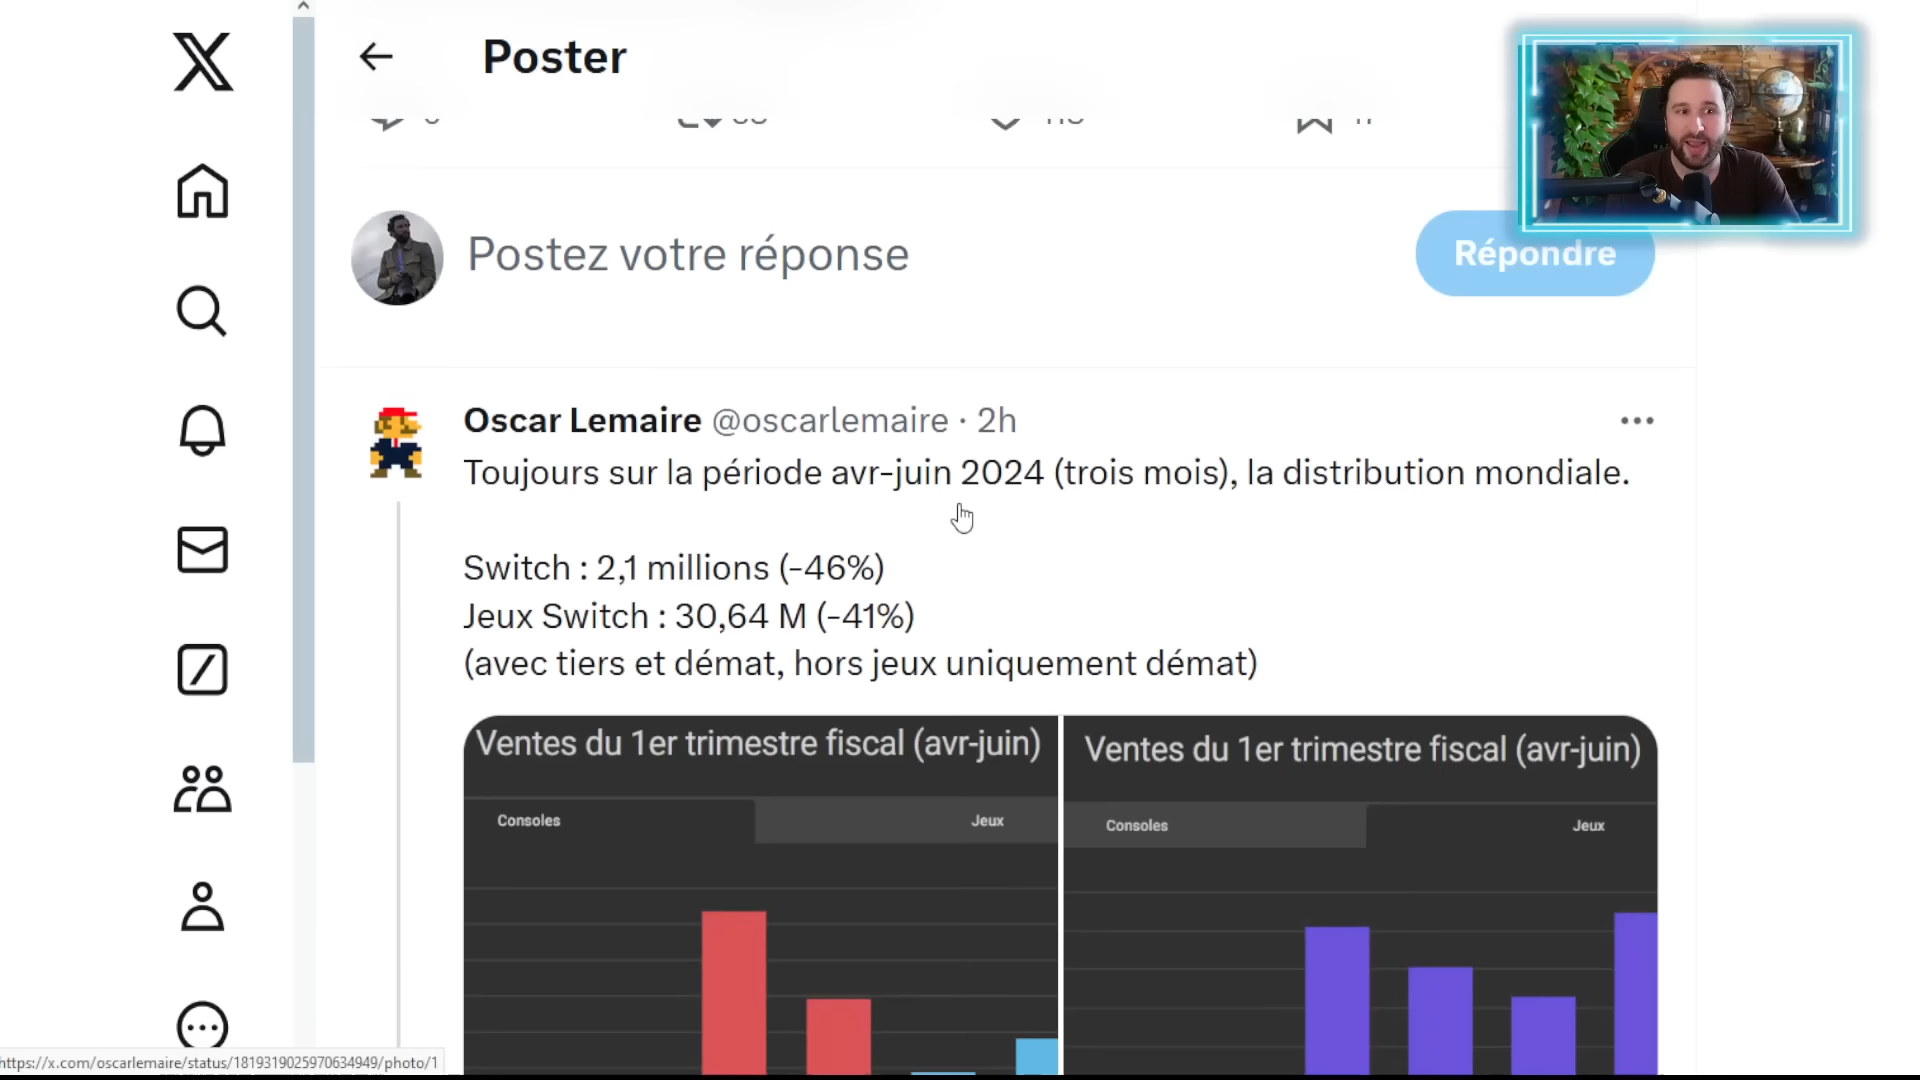 Poster
Postez votre réponse
Répondre
Oscar Lemaire @oscarlemaire · 2h
Toujours sur la période avr-juin 2024 (trois mois), la distribution mondiale.
Switch : 2,1 millions (-46%)
Jeux Switch : 30,64 M (-41%)
(avec tiers et démat, hors jeux uniquement démat)
Ventes du 1er trimestre fiscal (avr-juin)
Consoles
Jeux
Ventes du 1er trimestre fiscal (avr-juin)
Consoles
Jeux
https://x.com/oscarlemaire/status/1819319025970634949/photo/1